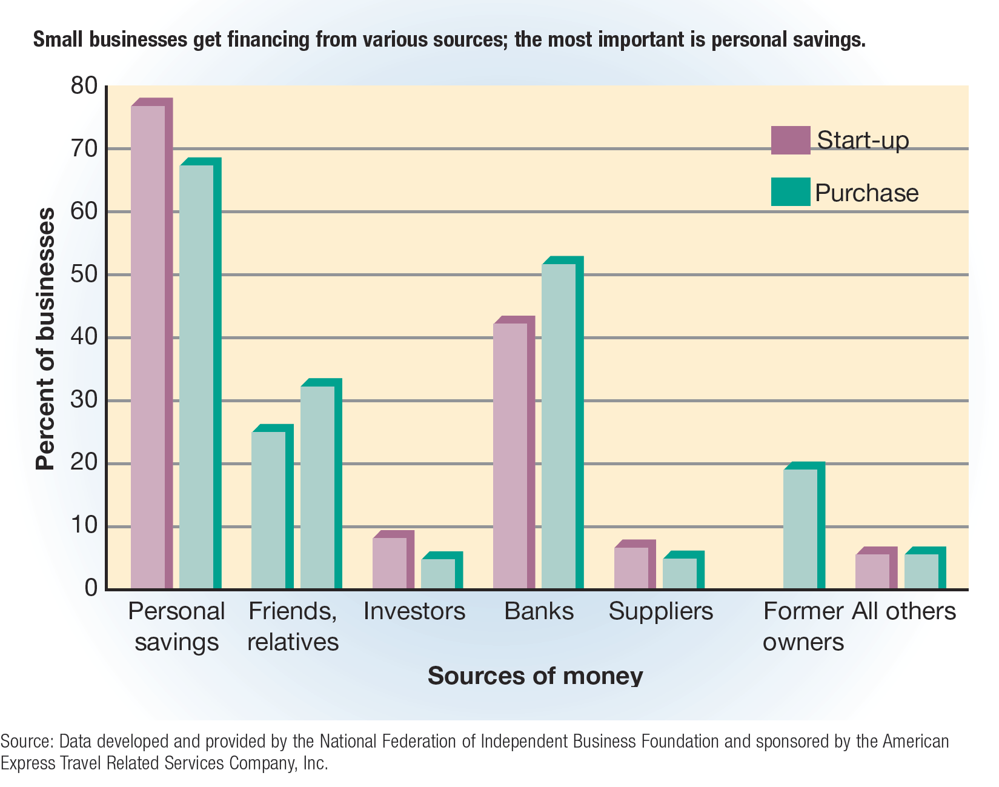 Small businesses get financing from various sources; the most important is personal savings.
80
70
60
50
40
30
20
10
0
Percent of businesses
Start-up
Purchase
Personal savings
Friends, relatives
Investors
Banks
Suppliers
Former owners
All others
Sources of money
Source: Data developed and provided by the National Federation of Independent Business Foundation and sponsored by the American
Express Travel Related Services Company, Inc.